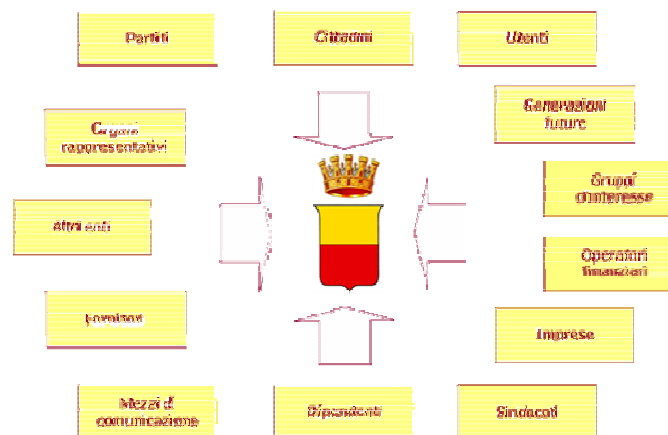 Partiti
Cittadini
Utenti
Organi
rappresentativi
Generazioni
future
Gruppi
d'interesse
Altri enti
Operatori
finanziari
Fornitori
Imprese
Mezzi di
comunicazione
Dipendenti
Sindacati